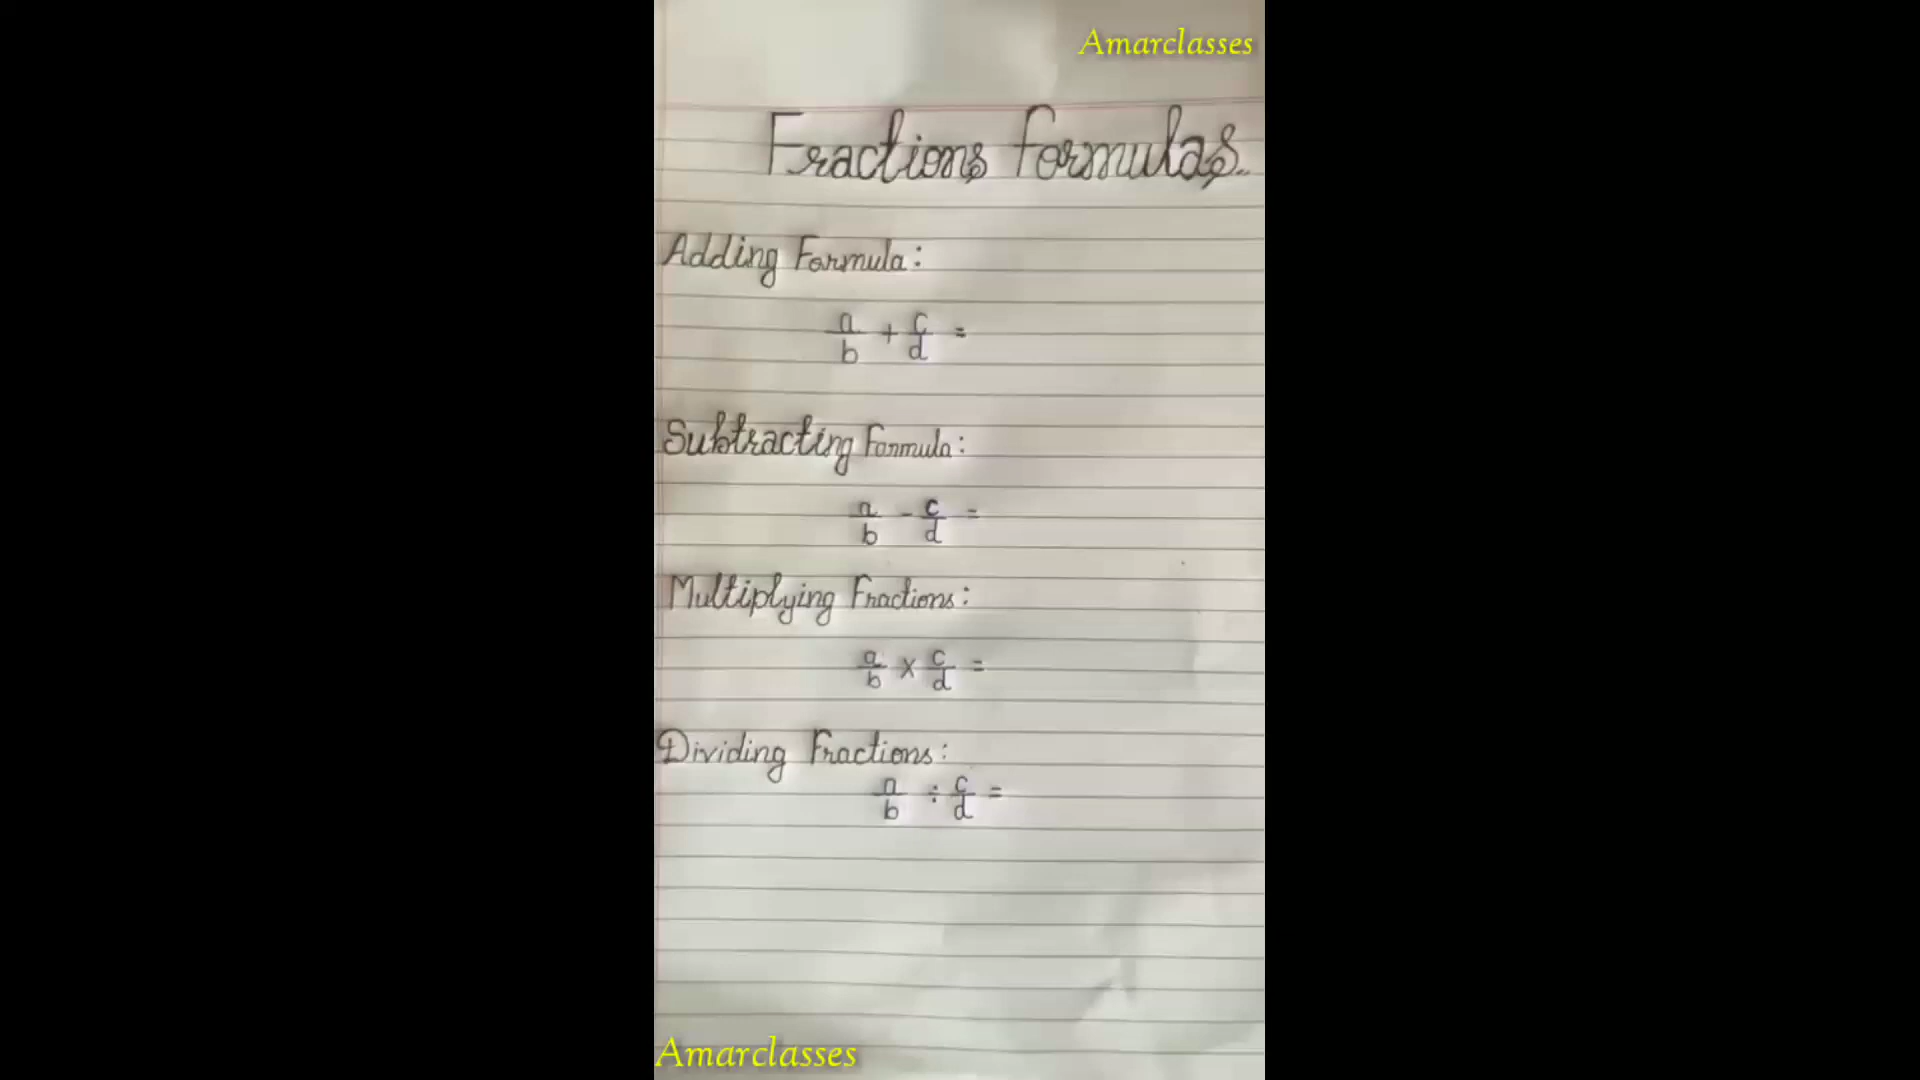 Amarclasses
Fractions formulas.
Adding Formula:
a/b + c/d =
Subtracting Formula:
a/b - c/d =
Multiplying Fractions:
a/b x c/d =
Dividing Fractions:
a/b ÷ c/d =
Amarclasses